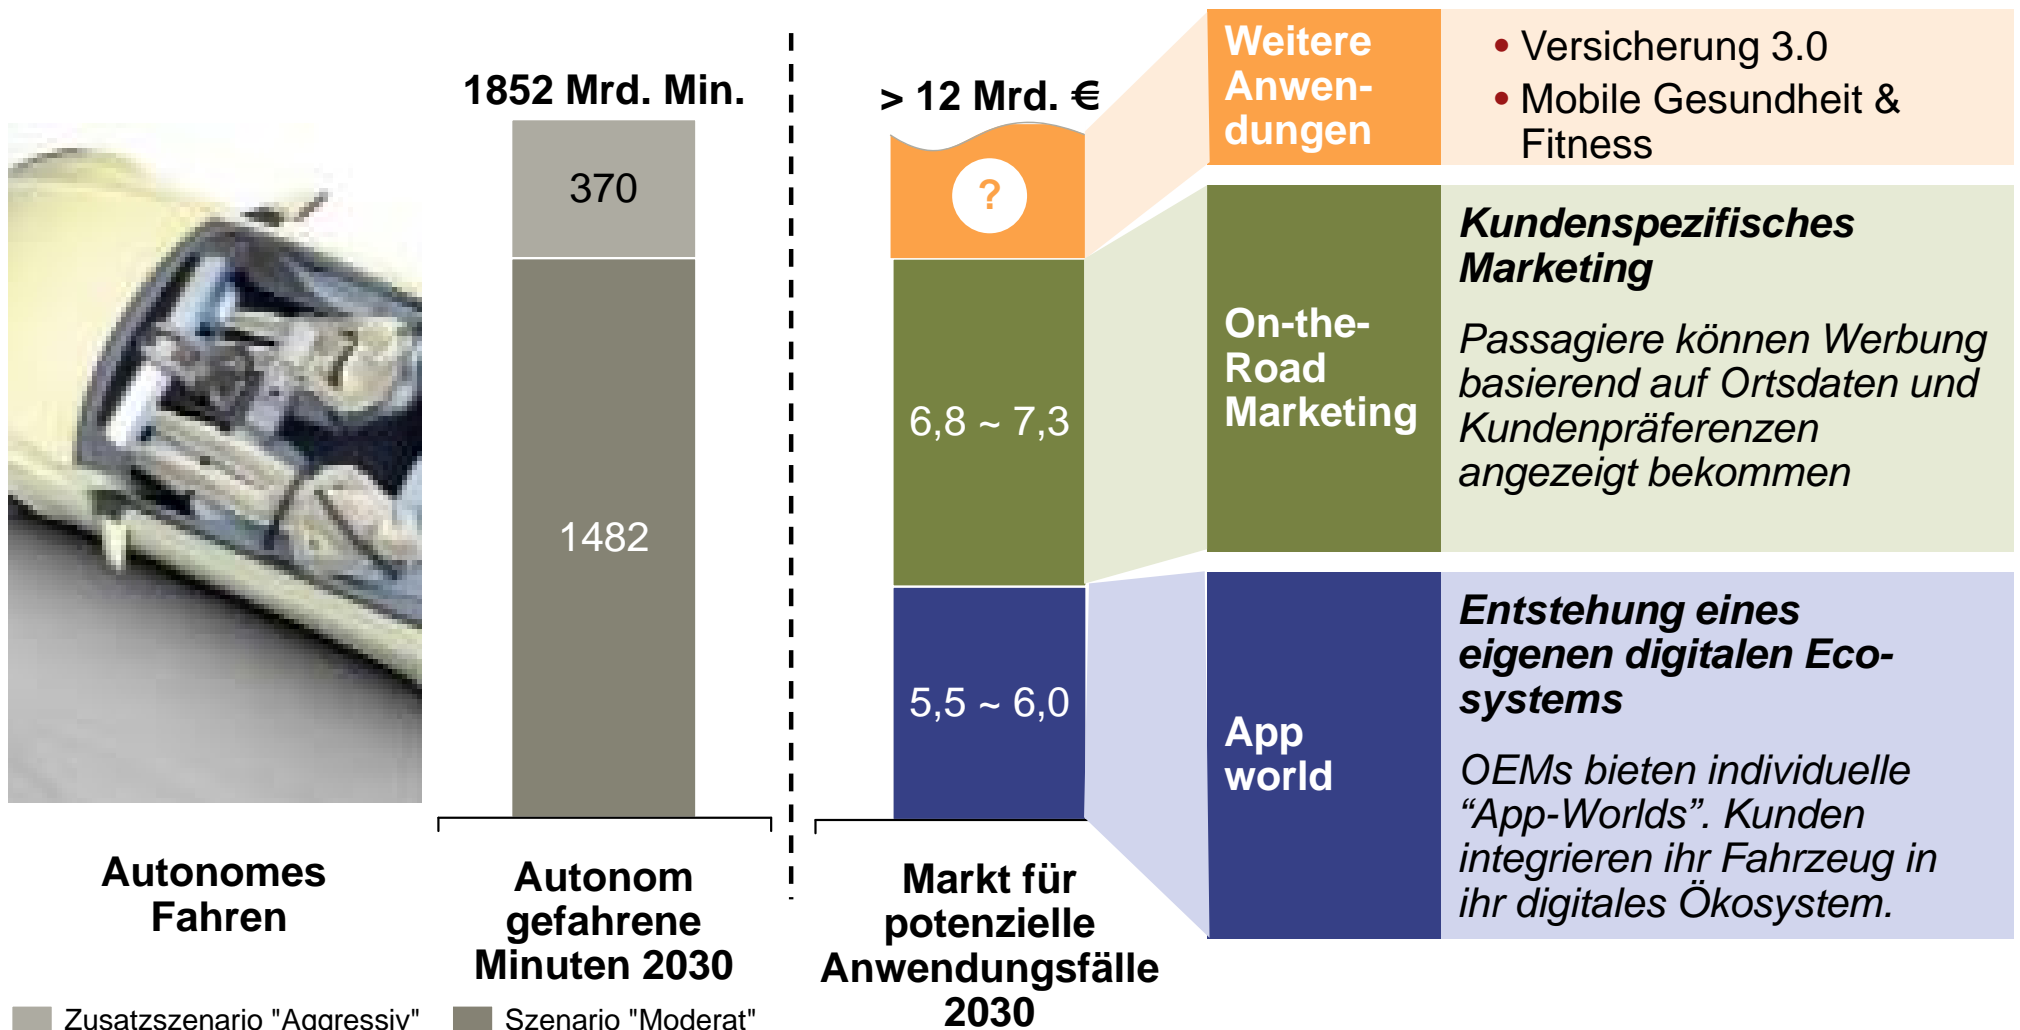 1852 Mrd. Min.
370
1482
> 12 Mrd. €
?
6,8 ~ 7,3
5,5 ~ 6,0
Weitere
Anwen-
dungen
• Versicherung 3.0
• Mobile Gesundheit &
Fitness
On-the-
Road
Marketing
Kundenspezifisches
Marketing
Passagiere können Werbung
basierend auf Ortsdaten und
Kundenpräferenzen
angezeigt bekommen
App
world
Entstehung eines
eigenen digitalen Eco-
systems
OEMs bieten individuelle
“App-Worlds”. Kunden
integrieren ihr Fahrzeug in
ihr digitales Ökosystem.
Autonomes
Fahren
Autonom
gefahrene
Minuten 2030
Markt für
potenzielle
Anwendungsfälle
2030
Zusatzszenario "Aggressiv"
Szenario "Moderat"